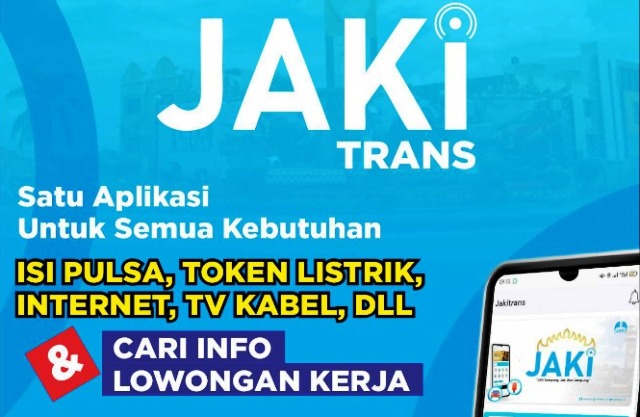 JAKi
TRANS
Satu Aplikasi
Untuk Semua Kebutuhan
ISI PULSA, TOKEN LISTRIK,
INTERNET, TV KABEL, DLL
& CARI INFO
LOWONGAN KERJA
Jakitrans
JAKi